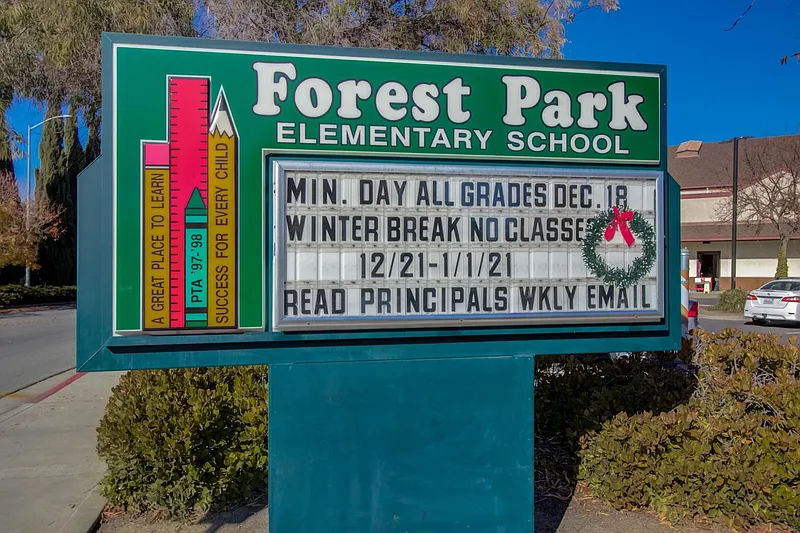 Forest Park
ELEMENTARY SCHOOL
MIN. DAY ALL GRADES DEC. 18
WINTER BREAK NO CLASSE
12/21-1/1/21
READ PRINCIPALS WKLY EMAIL
A GREAT PLACE TO LEARN
PTA '97-98
SUCCESS FOR EVERY CHILD